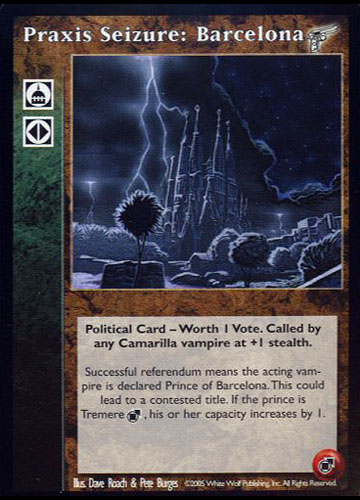 Praxis Seizure: Barcelona
Political Card – Worth 1 Vote. Called by
any Camarilla vampire at +1 stealth.
Successful referendum means the acting vam-
pire is declared Prince of Barcelona. This could
lead to a contested title. If the prince is
Tremere , his or her capacity increases by 1.
Illus. Dave Roach & Pete Burges ©2005 White Wolf Publishing, Inc. All Rights Reserved.